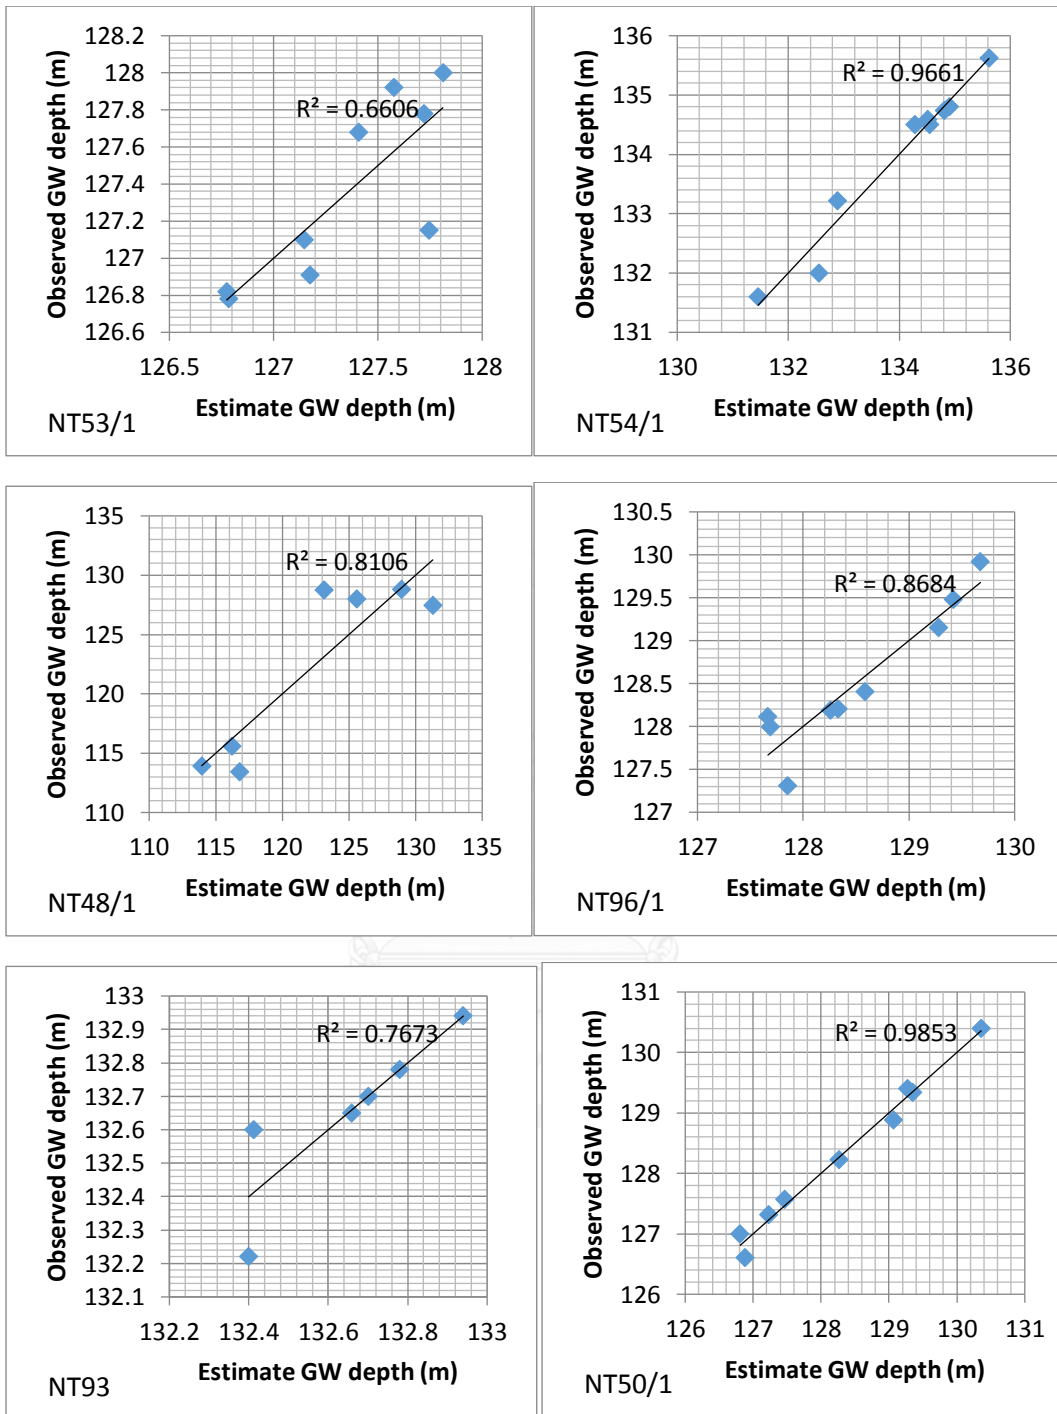 128.2
128
127.8
127.6
127.4
127.2
127
126.8
126.6
Observed GW depth (m)
R² = 0.6606
126.5 127 127.5 128
Estimate GW depth (m)
NT53/1
136
135
134
133
132
131
Observed GW depth (m)
R² = 0.9661
130 132 134 136
Estimate GW depth (m)
NT54/1
135
130
125
120
115
110
Observed GW depth (m)
R² = 0.8106
110 115 120 125 130 135
Estimate GW depth (m)
NT48/1
130.5
130
129.5
129
128.5
128
127.5
127
Observed GW depth (m)
R² = 0.8684
127 128 129 130
Estimate GW depth (m)
NT96/1
133
132.9
132.8
132.7
132.6
132.5
132.4
132.3
132.2
132.1
Observed GW depth (m)
R² = 0.7673
132.2 132.4 132.6 132.8 133
Estimate GW depth (m)
NT93
131
130
129
128
127
126
Observed GW depth (m)
R² = 0.9853
126 127 128 129 130 131
Estimate GW depth (m)
NT50/1